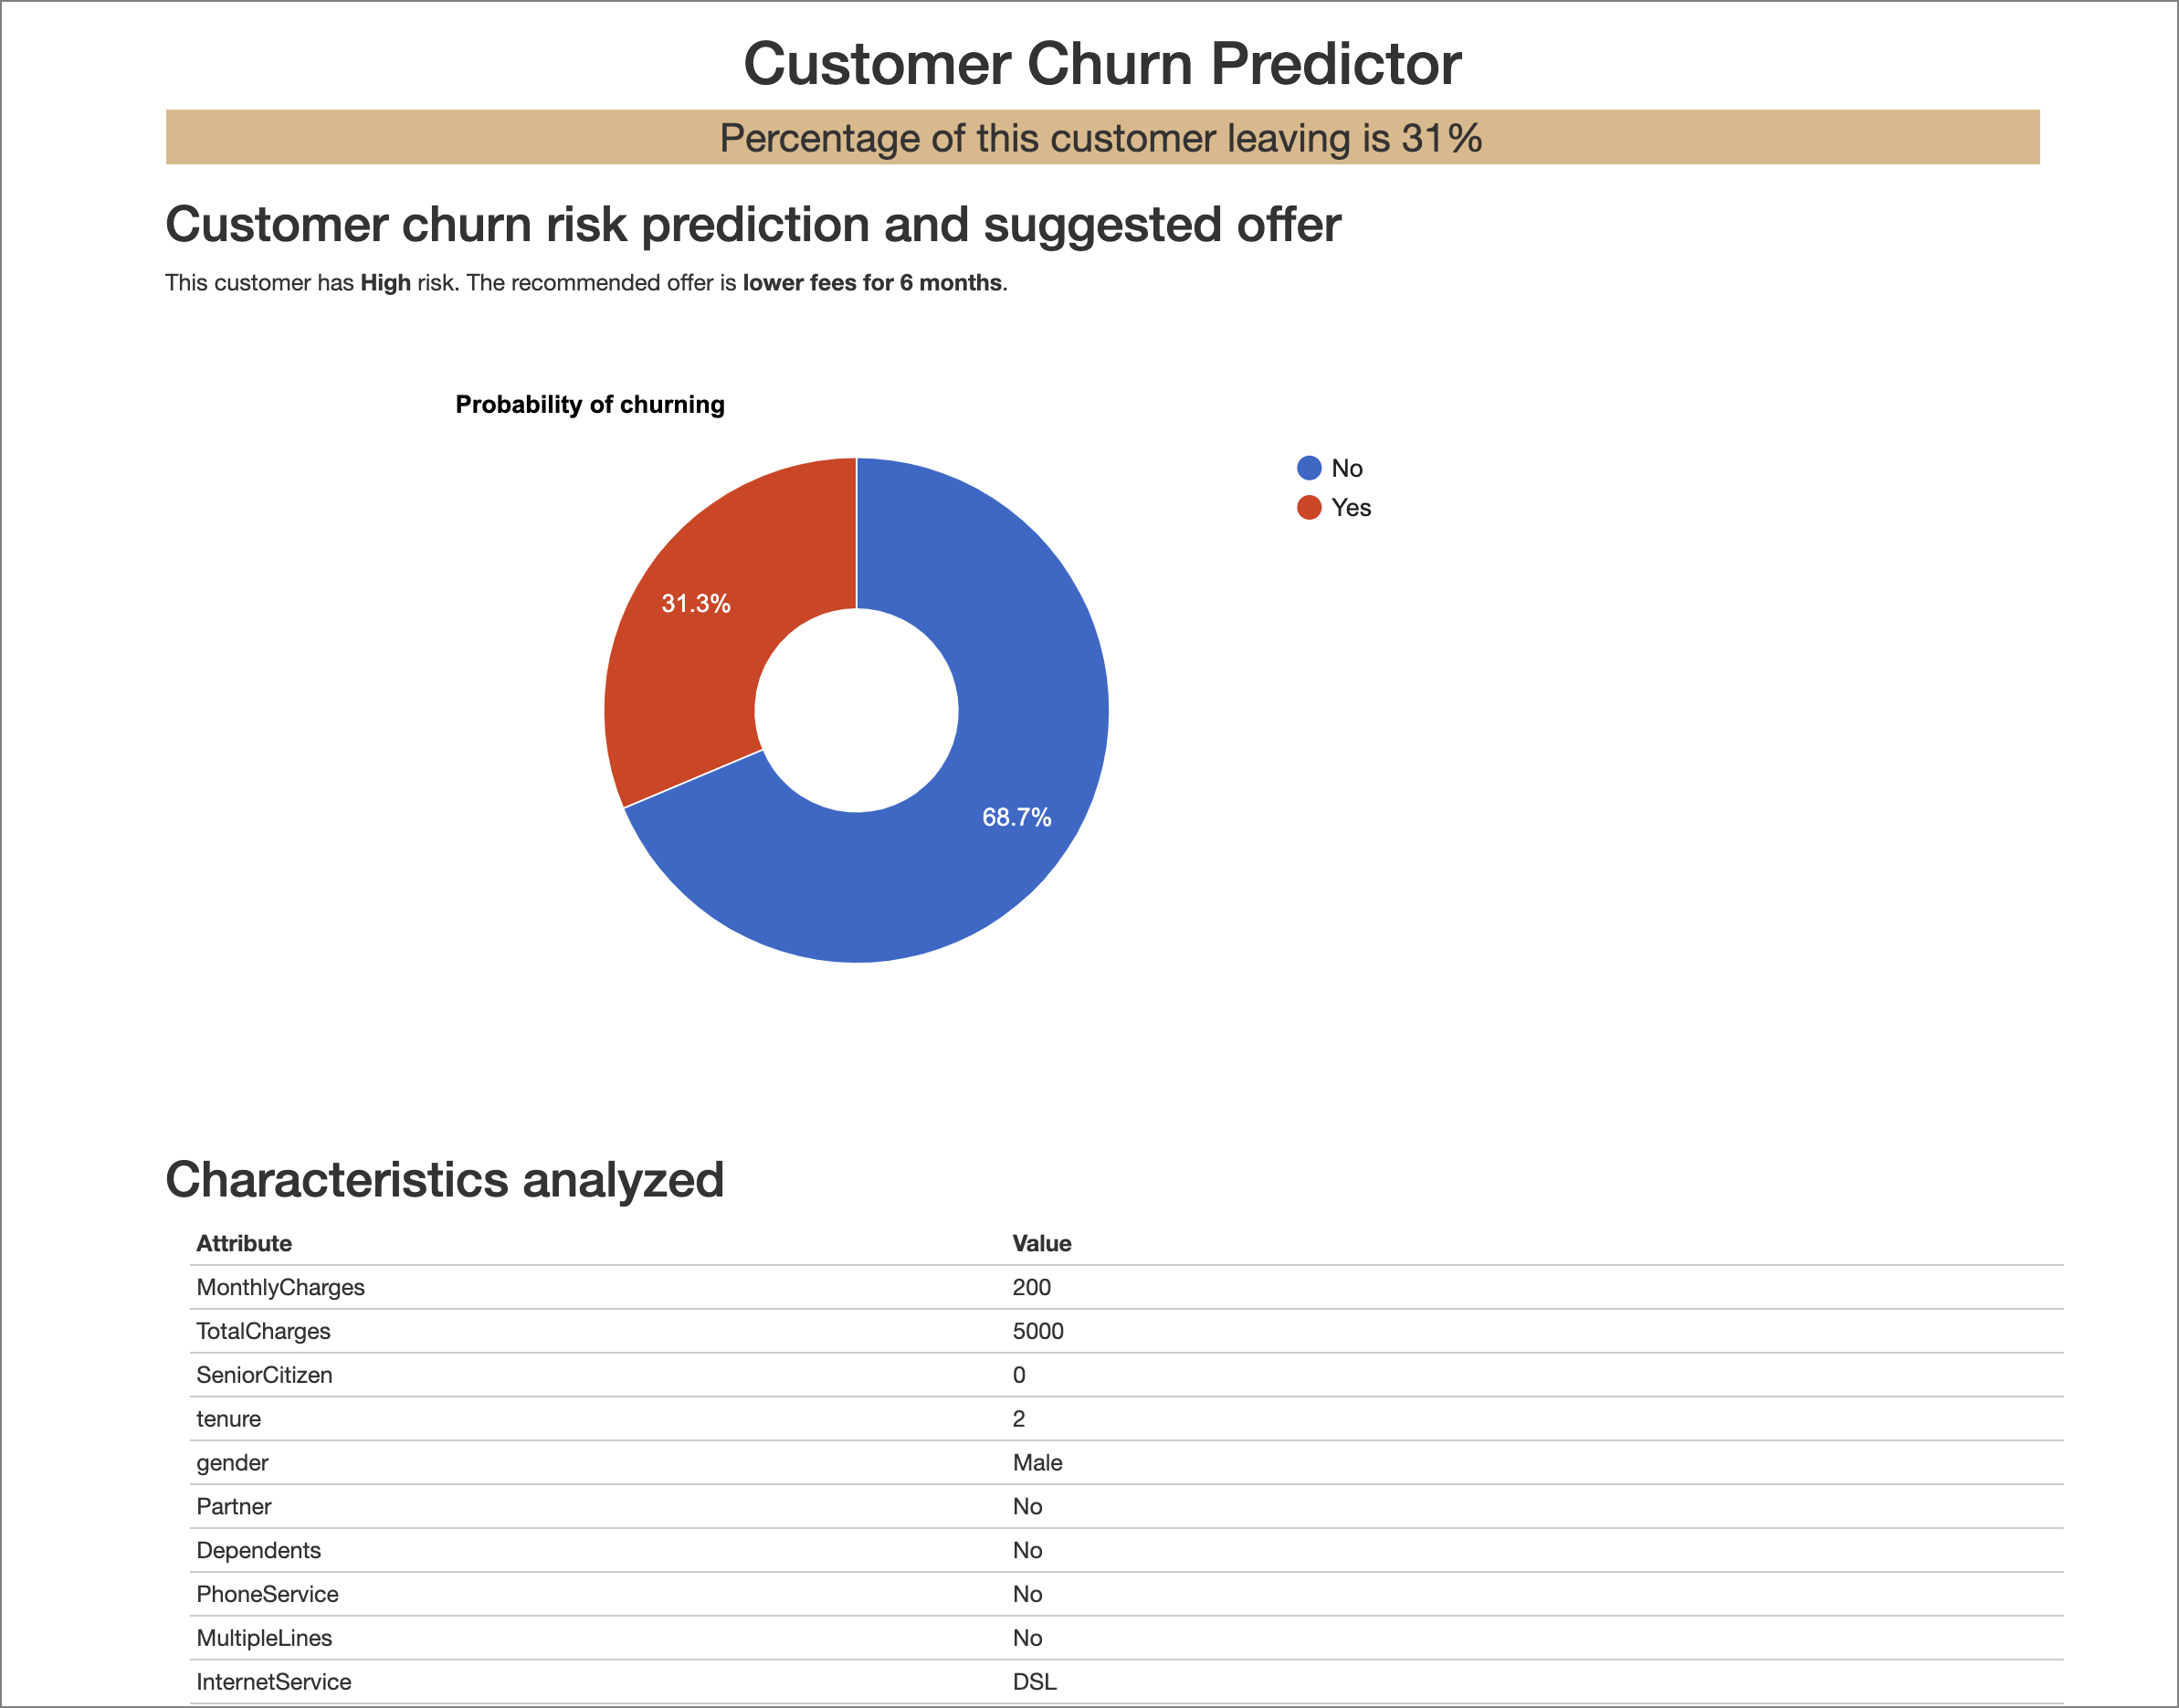 Customer Churn Predictor
Percentage of this customer leaving is 31%
Customer churn risk prediction and suggested offer
This customer has High risk. The recommended offer is lower fees for 6 months.
Probability of churning
No
Yes
31.3%
68.7%
Characteristics analyzed
Attribute Value
MonthlyCharges 200
TotalCharges 5000
SeniorCitizen 0
tenure 2
gender Male
Partner No
Dependents No
PhoneService No
MultipleLines No
InternetService DSL